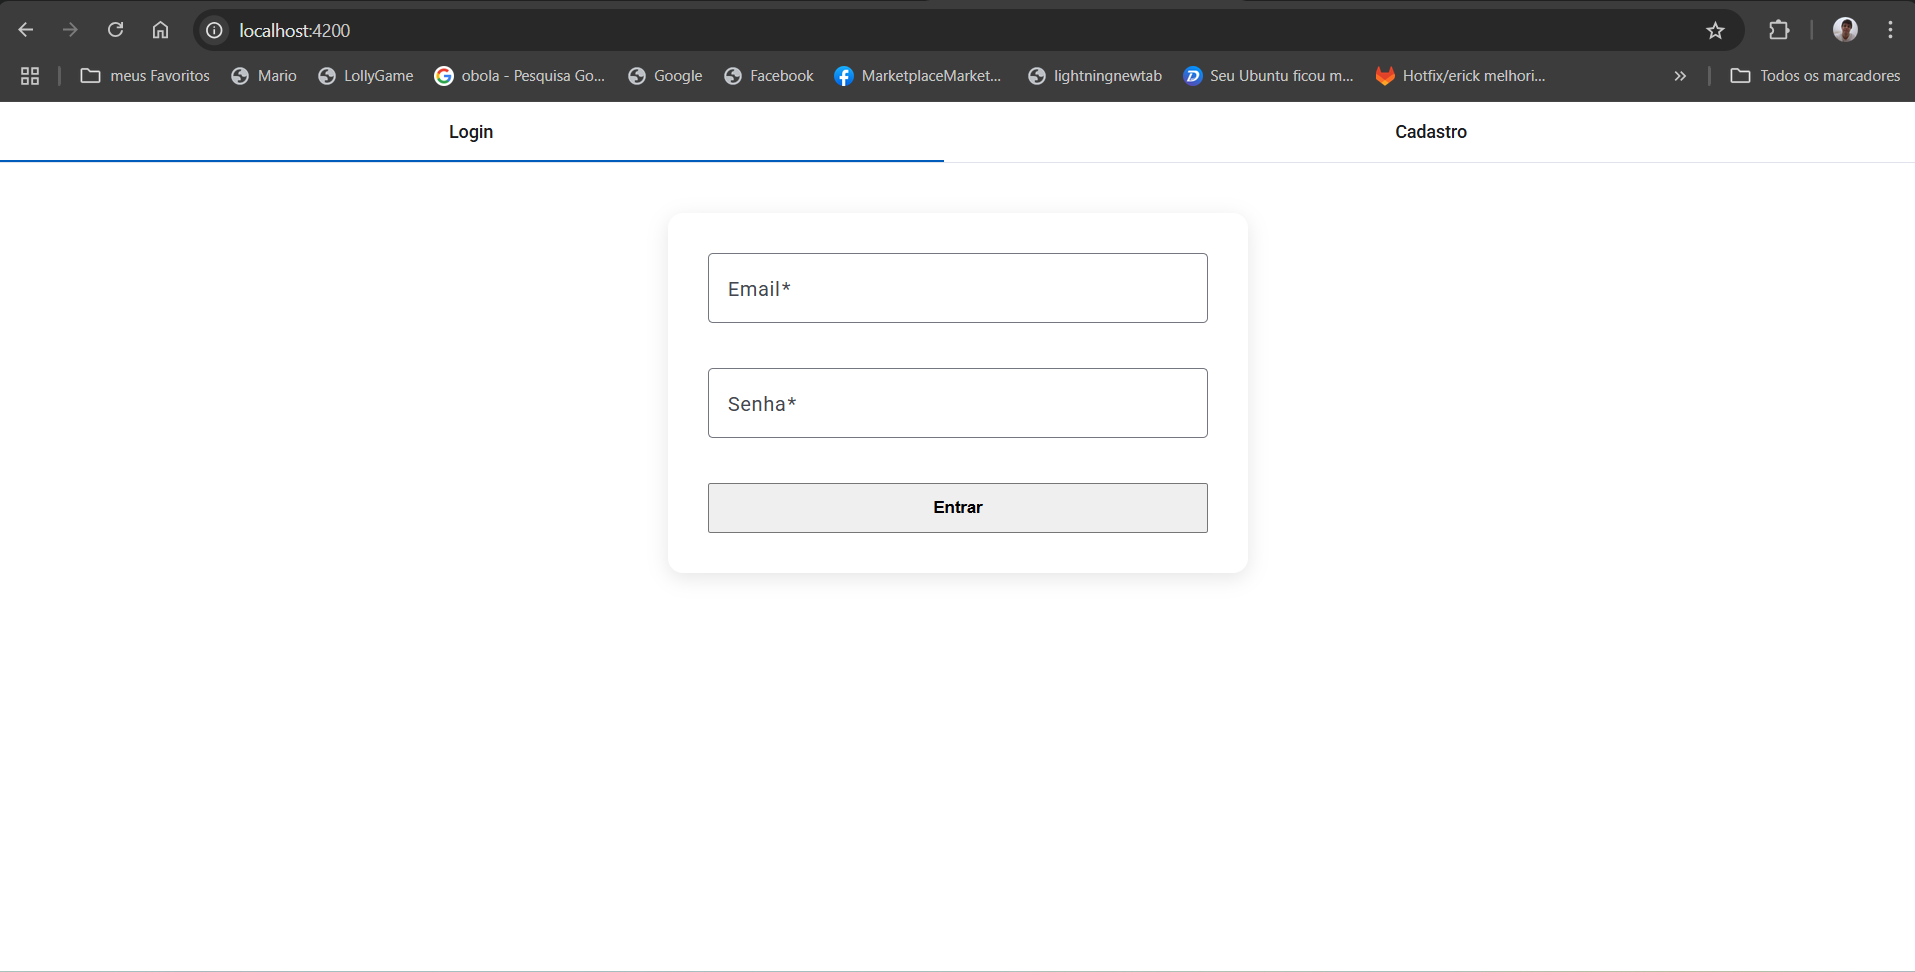 localhost:4200
meus Favoritos Mario LollyGame obola - Pesquisa Go... Google Facebook MarketplaceMarket... lightningnewtab Seu Ubuntu ficou m... Hotfix/erick melhori... » Todos os marcadores
Login Cadastro
Email*
Senha*
Entrar